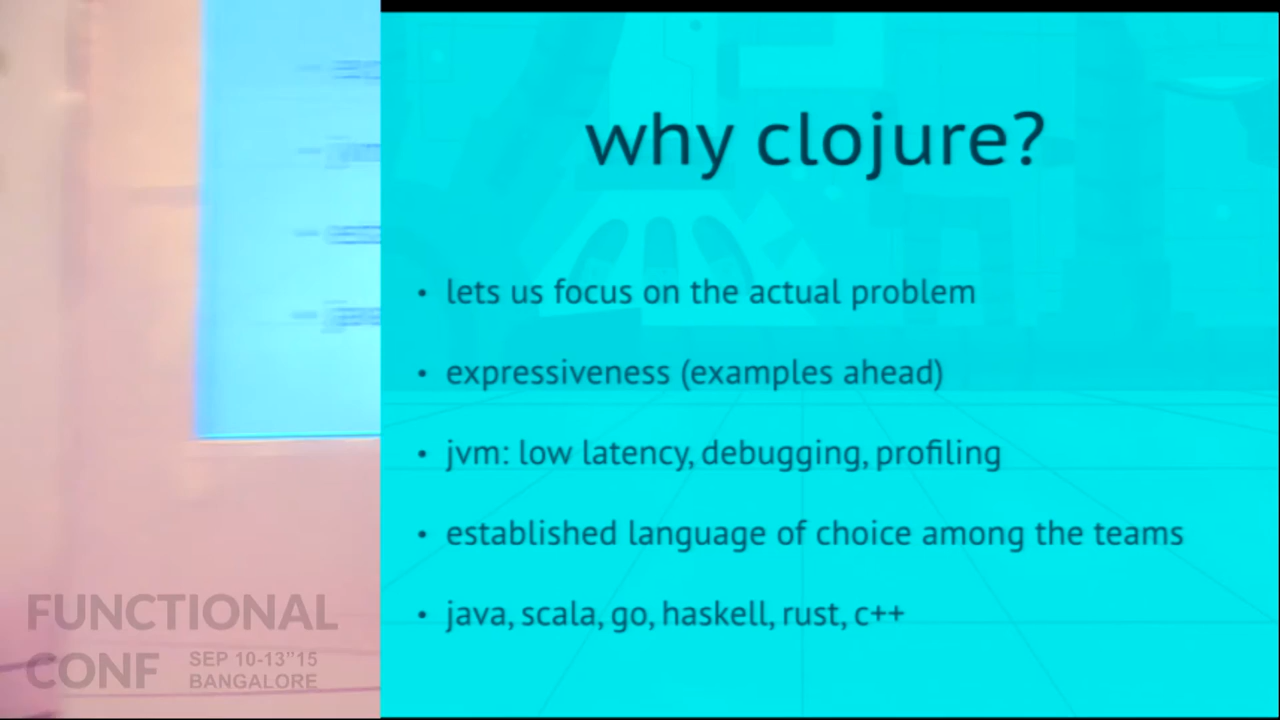 why clojure?
• lets us focus on the actual problem
• expressiveness (examples ahead)
• jvm: low latency, debugging, profiling
• established language of choice among the teams
• java, scala, go, haskell, rust, c++
FUNCTIONAL
CONF
SEP 10-13"15
BANGALORE